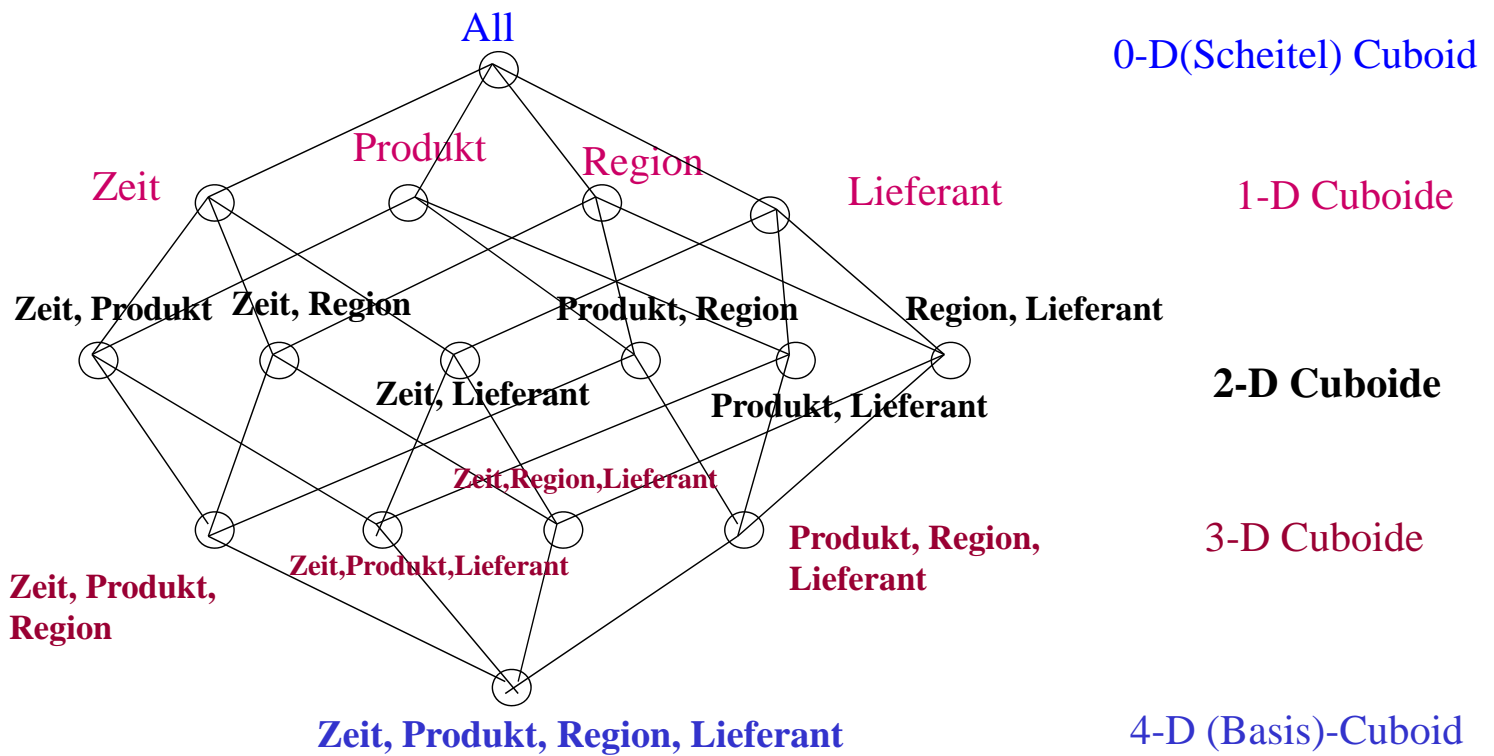 All
0-D(Scheitel) Cuboid
Produkt
Region
Zeit
Lieferant
1-D Cuboide
Zeit, Produkt
Zeit, Region
Produkt, Region
Region, Lieferant
Zeit, Lieferant
Produkt, Lieferant
2-D Cuboide
Zeit,Region,Lieferant
Zeit,Produkt,Lieferant
Produkt, Region,
Lieferant
3-D Cuboide
Zeit, Produkt,
Region
Zeit, Produkt, Region, Lieferant
4-D (Basis)-Cuboid